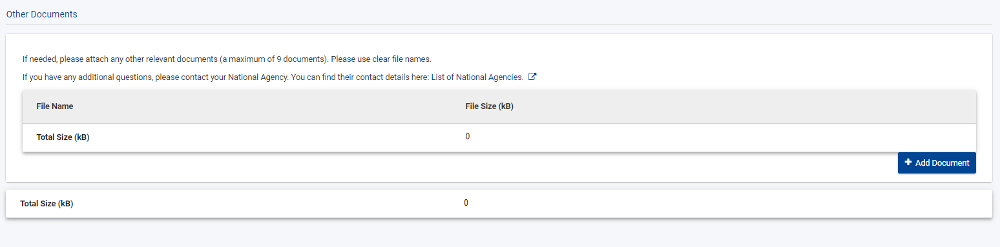 Other Documents
If needed, please attach any other relevant documents (a maximum of 9 documents). Please use clear file names.
If you have any additional questions, please contact your National Agency. You can find their contact details here: List of National Agencies.
File Name File Size (kB)
Total Size (kB) 0
Add Document
Total Size (kB) 0